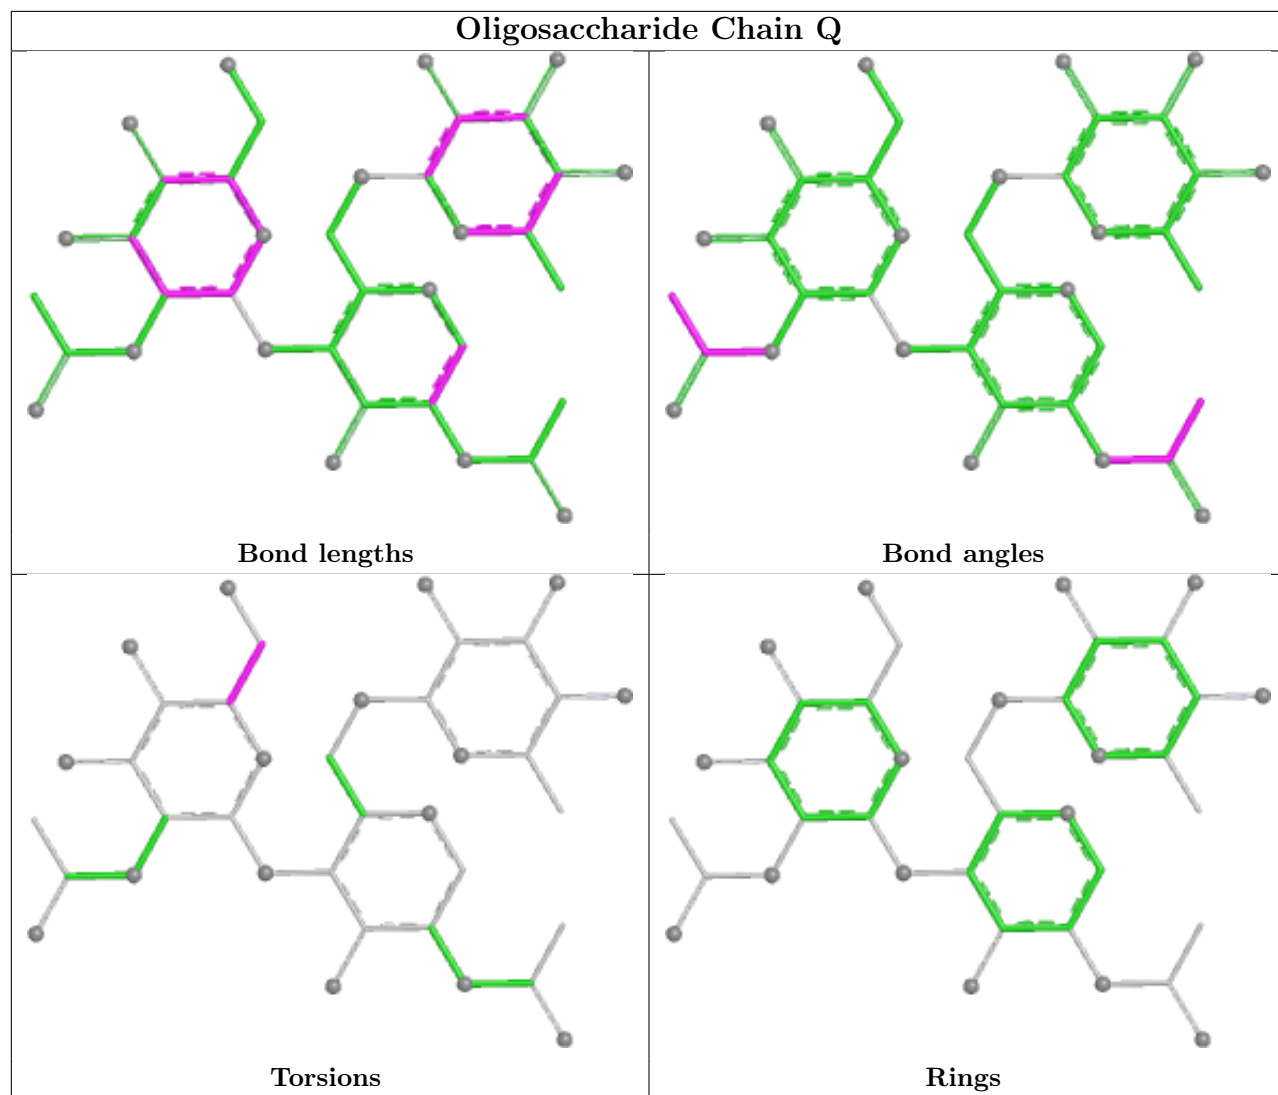 Oligosaccharide Chain Q
Bond lengths
Bond angles
Torsions
Rings